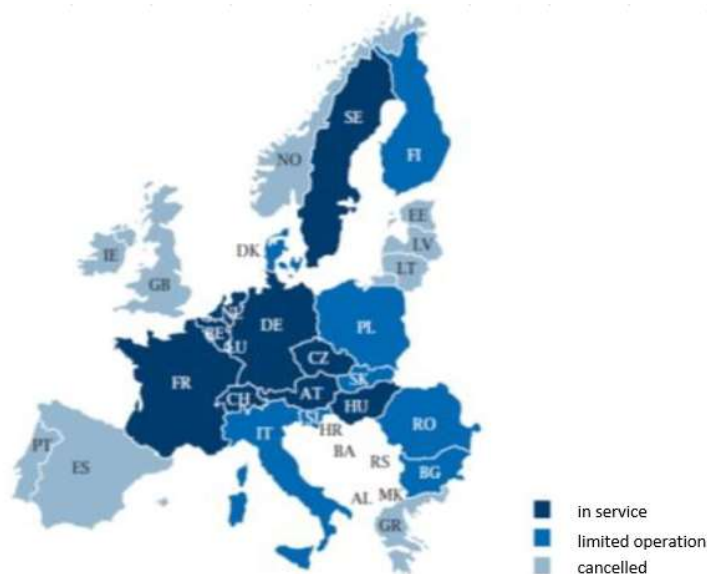 SE
NO
FI
EE
DK
LV
IE
LT
GB
NL
DE
PL
BE
LU
CZ
FR
SK
AT
CH
HU
SI
RO
IT
HR
BA
PT
RS
ES
BG
AL
MK
GR
in service
limited operation
cancelled